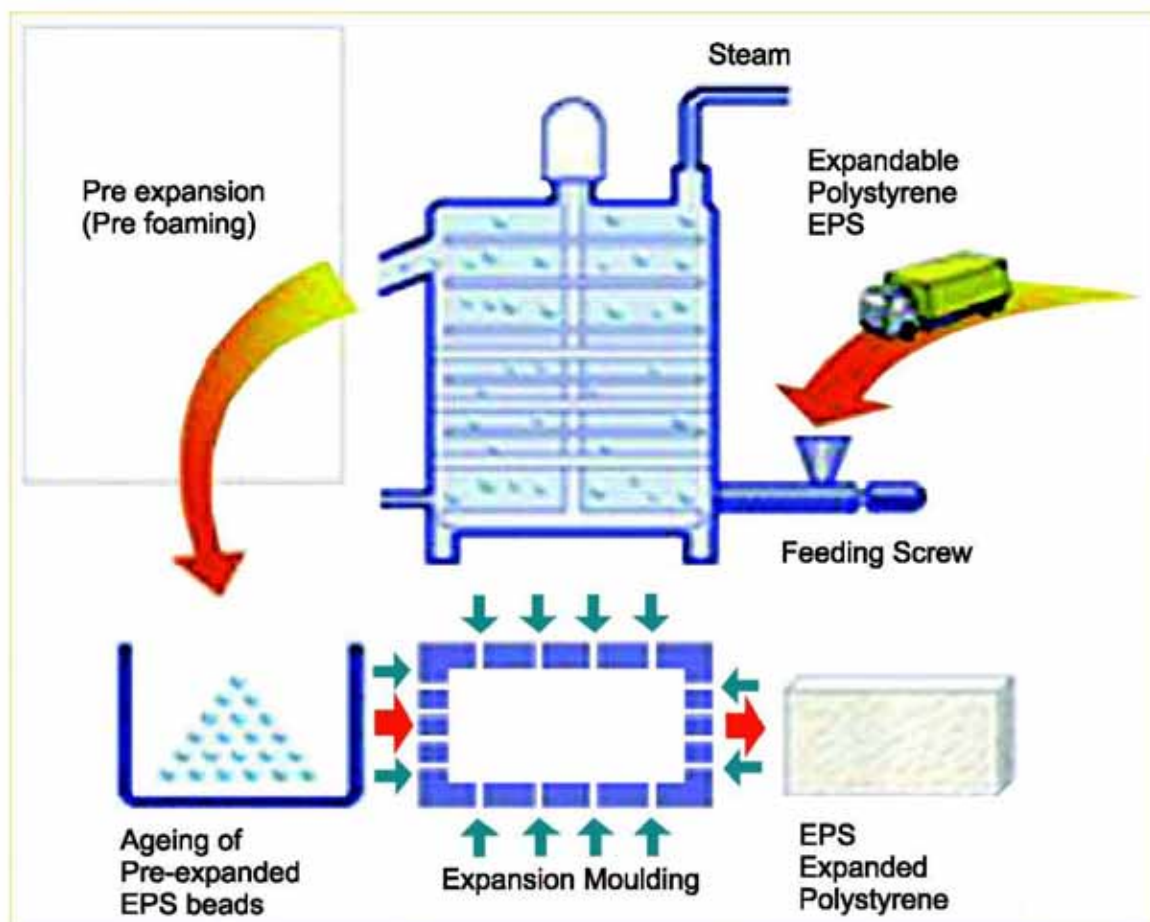 Steam
Pre expansion
(Pre foaming)
Expandable
Polystyrene
EPS
Feeding Screw
Ageing of
Pre-expanded
EPS beads
Expansion Moulding
EPS
Expanded
Polystyrene